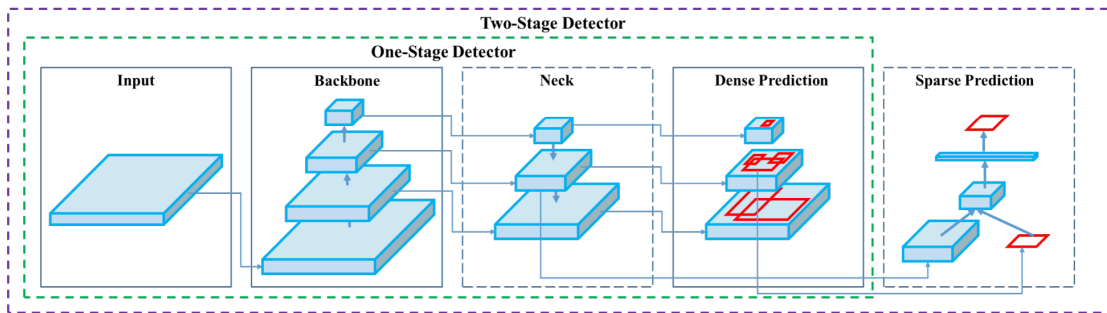 Two-Stage Detector
One-Stage Detector
Input
Backbone
Neck
Dense Prediction
Sparse Prediction